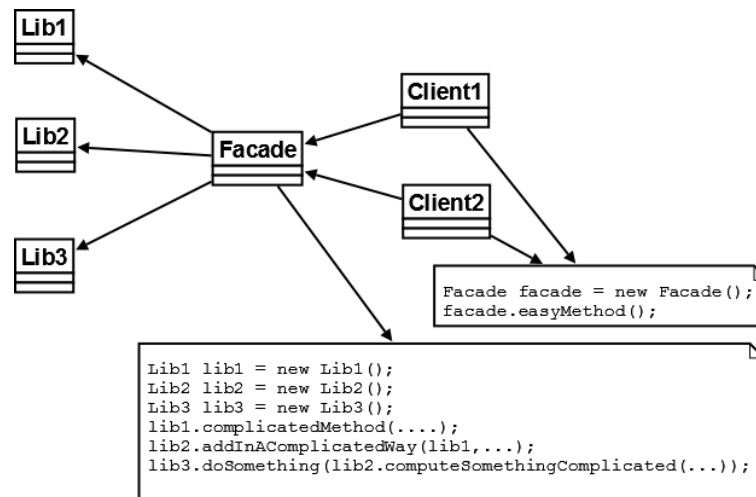 Lib1
Client1
Lib2
Facade
Client2
Lib3
Facade facade = new Facade();
facade.easyMethod();
Lib1 lib1 = new Lib1();
Lib2 lib2 = new Lib2();
Lib3 lib3 = new Lib3();
lib1.complicatedMethod(....);
lib2.addInAComplicatedWay(lib1,...);
lib3.doSomething(lib2.computeSomethingComplicated(...));